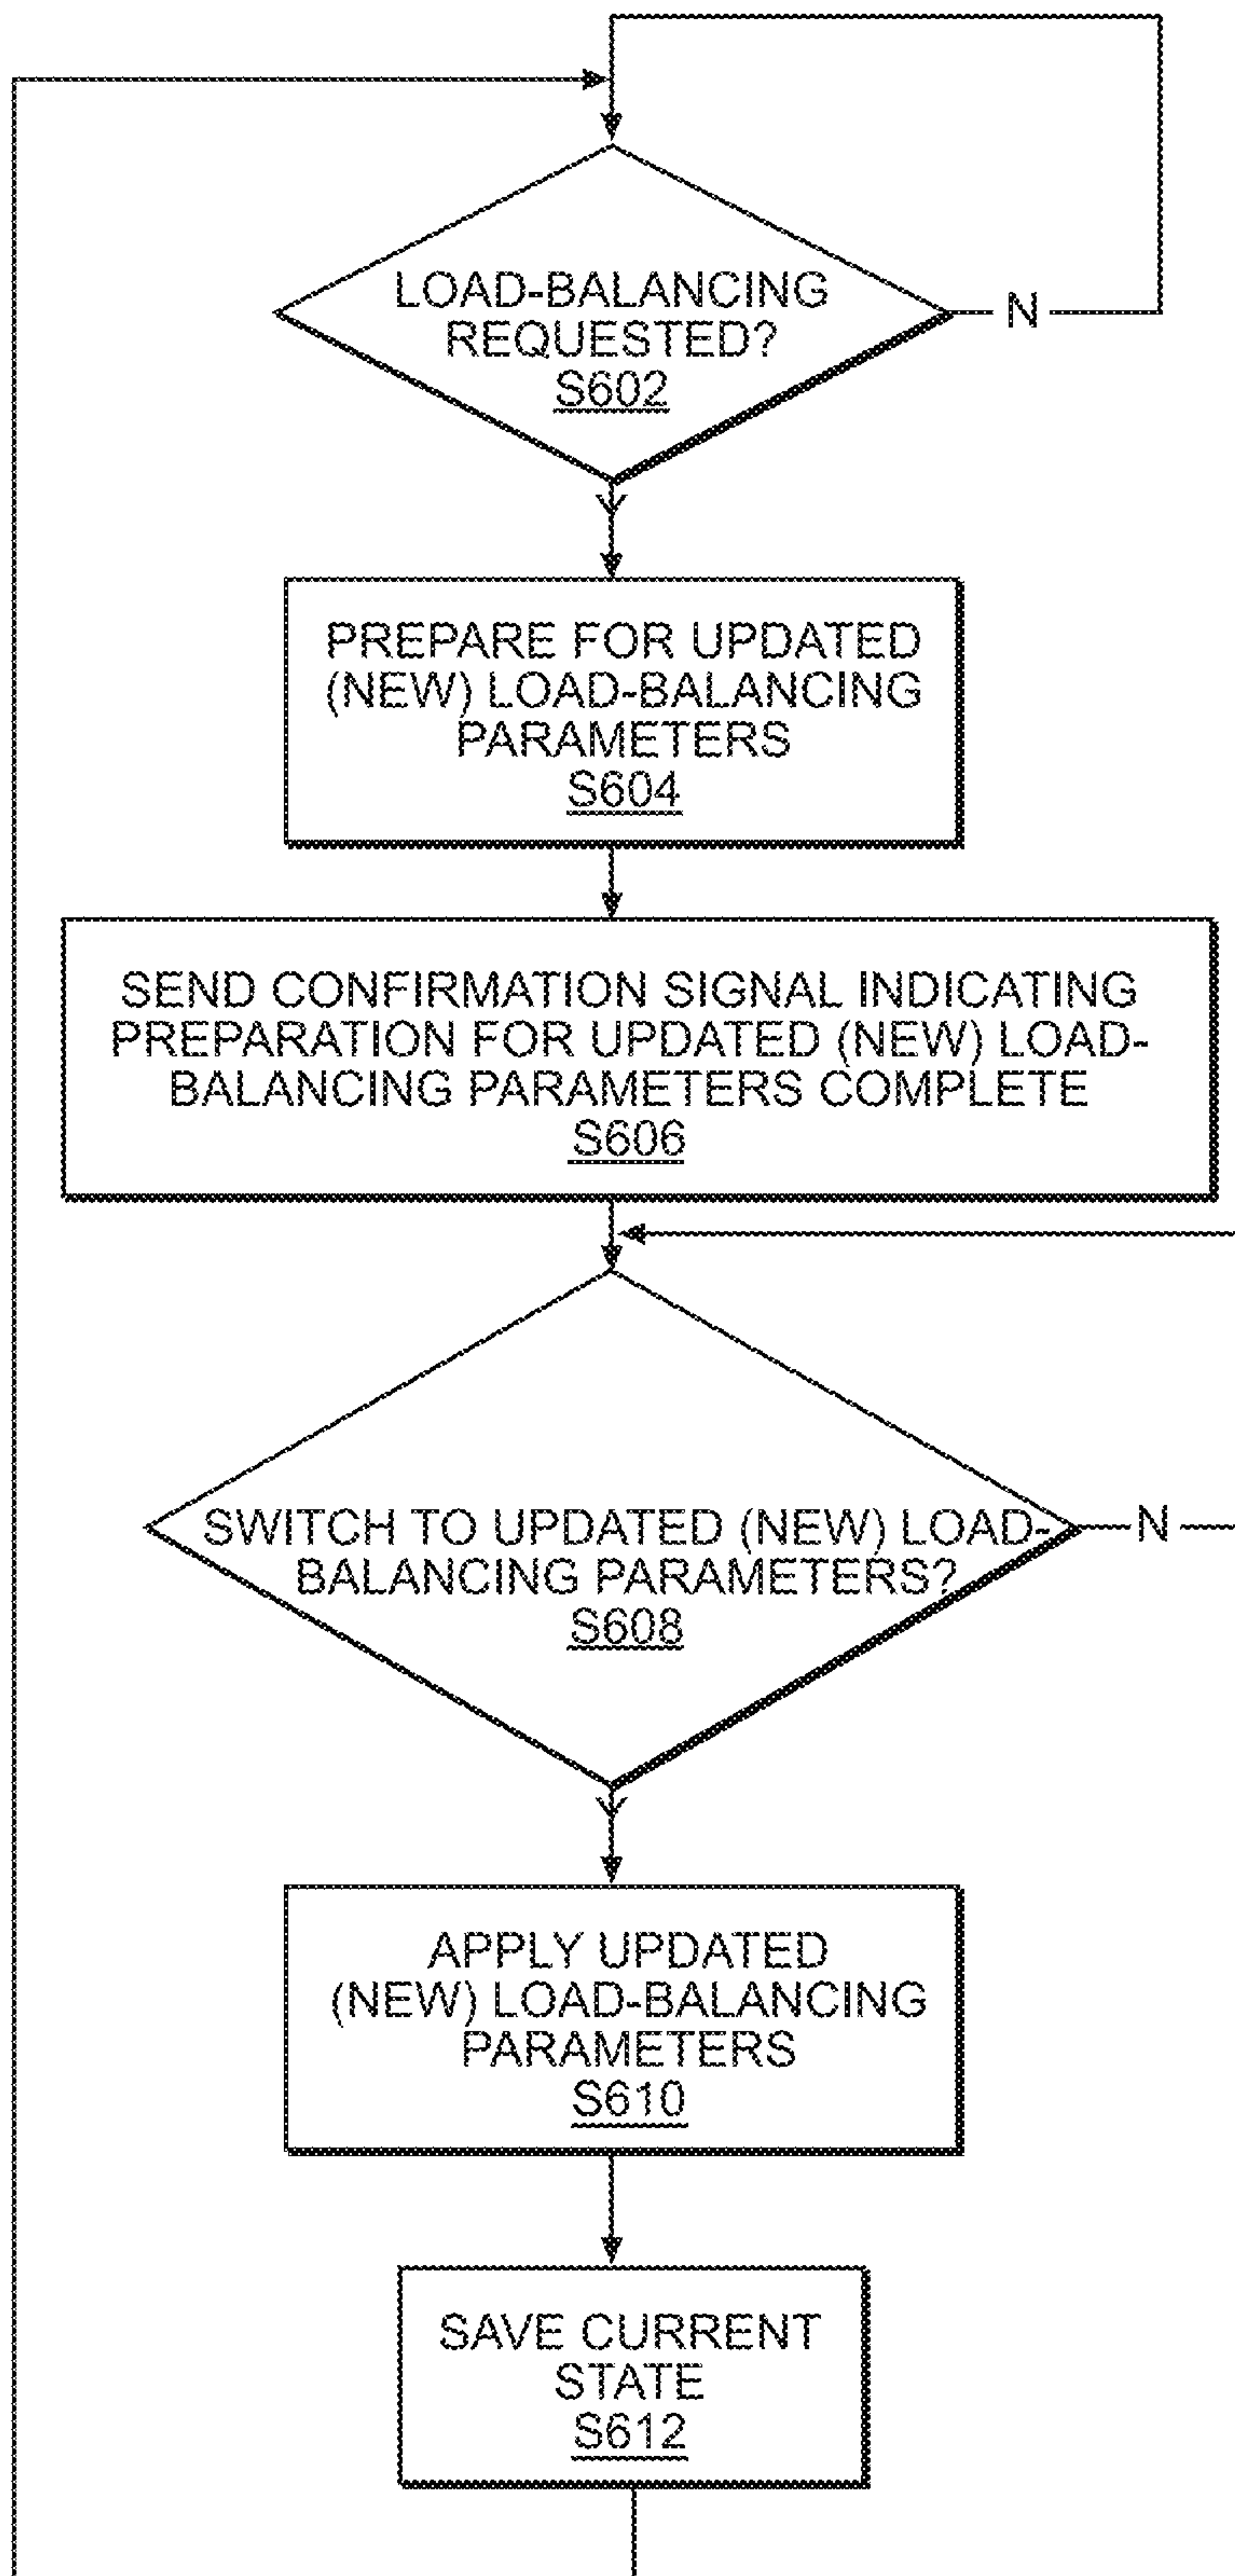 LOAD-BALANCING
REQUESTED?
S602
N
Y
PREPARE FOR UPDATED
(NEW) LOAD-BALANCING
PARAMETERS
S604
SEND CONFIRMATION SIGNAL INDICATING
PREPARATION FOR UPDATED (NEW) LOAD-
BALANCING PARAMETERS COMPLETE
S606
SWITCH TO UPDATED (NEW) LOAD-
BALANCING PARAMETERS?
S608
N
Y
APPLY UPDATED
(NEW) LOAD-BALANCING
PARAMETERS
S610
SAVE CURRENT
STATE
S612